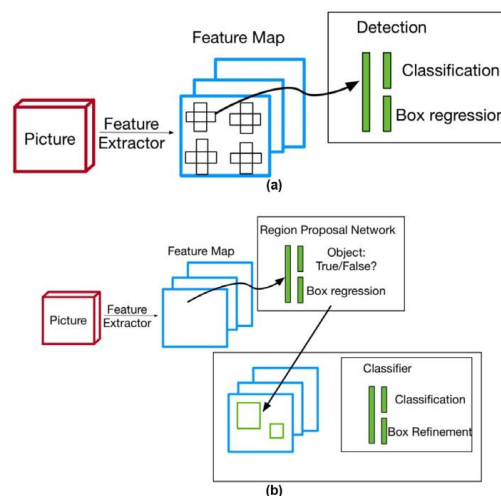 Detection
Feature Map
Classification
Picture
Feature
Extractor
Box regression
(a)
Region Proposal Network
Object:
True/False?
Feature Map
Box regression
Picture
Feature
Extractor
Classifier
Classification
Box Refinement
(b)